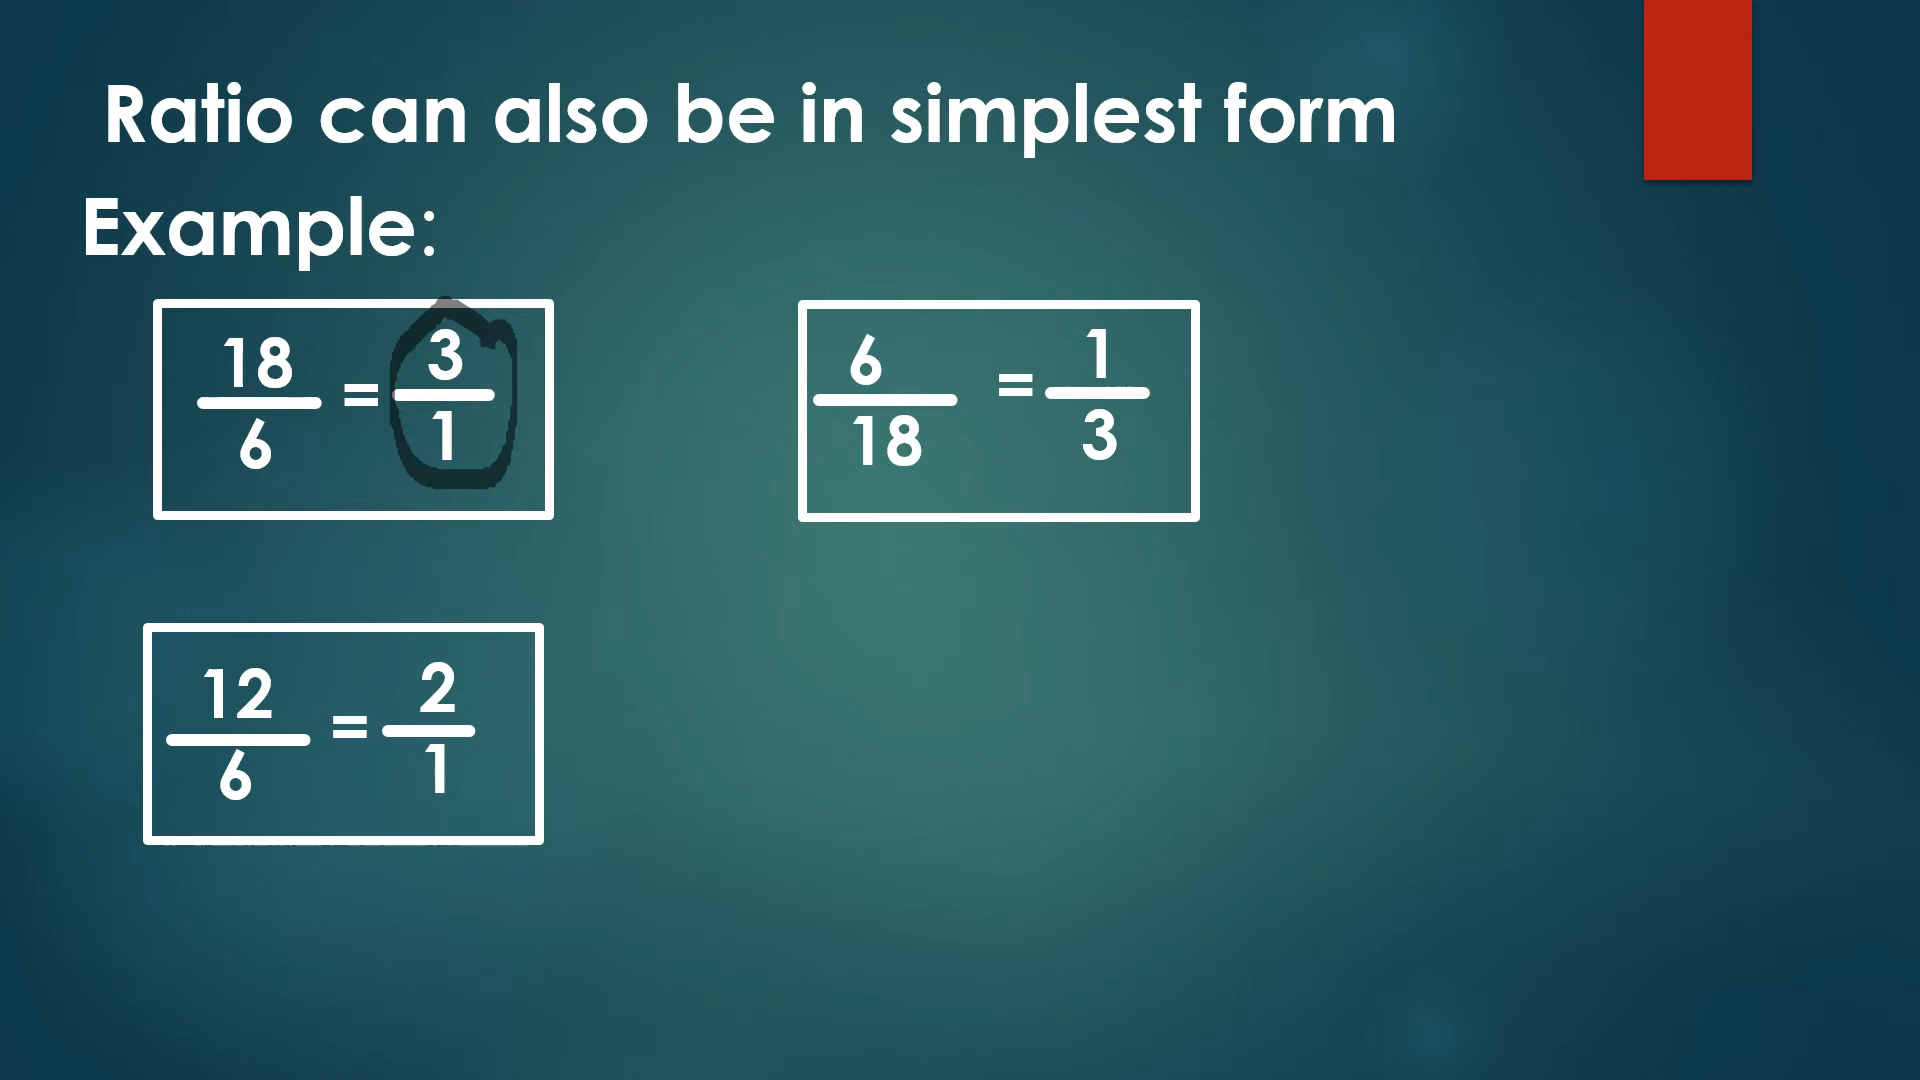 Ratio can also be in simplest form
Example:
18/6 = 3/1
6/18 = 1/3
12/6 = 2/1